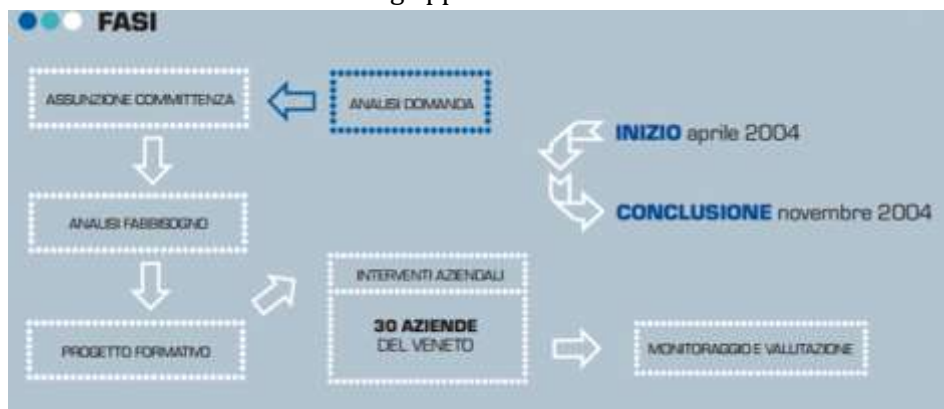 FASI
ASSUNZIONE COMMITTENZA
ANALISI DOMANDA
INIZIO aprile 2004
ANALISI FABBISOGNO
CONCLUSIONE novembre 2004
INTERVENTI AZIENDALI
30 AZIENDE
DEL VENETO
PROGETTO FORMATIVO
MONITORAGGIO E VALUTAZIONE